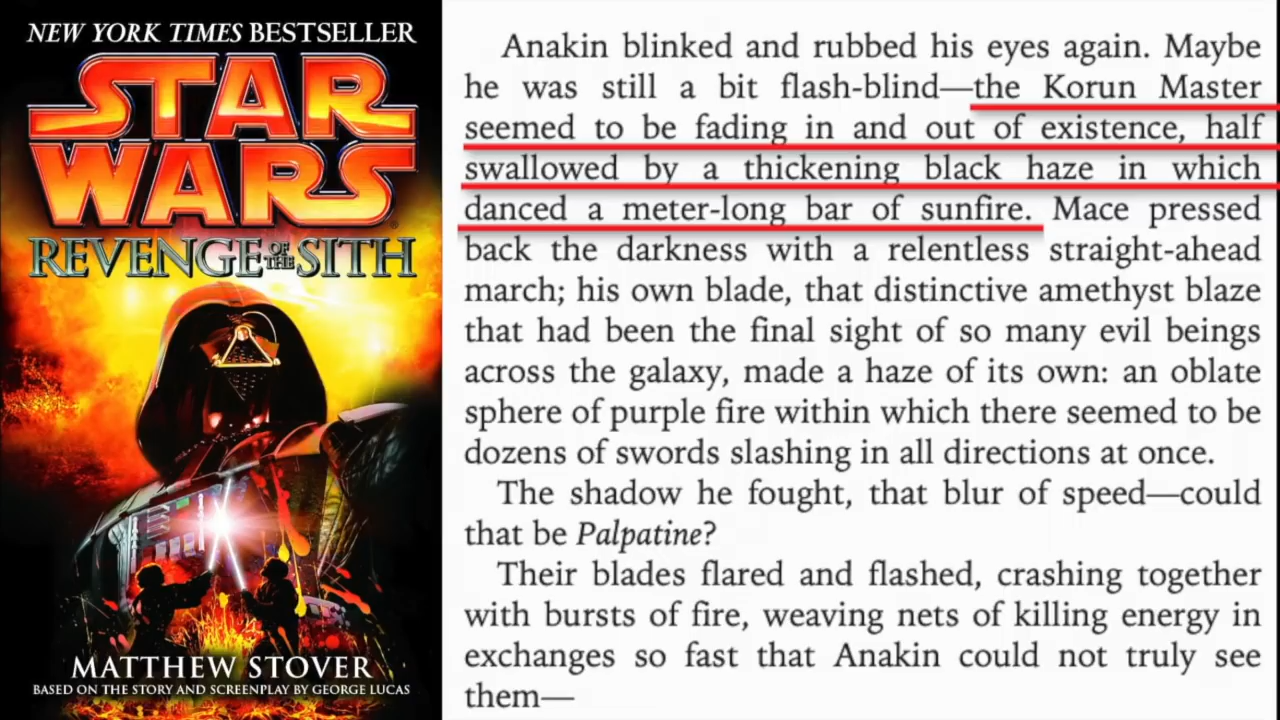 NEW YORK TIMES BESTSELLER
STAR
WARS
REVENGE OF THE SITH
MATTHEW STOVER
BASED ON THE STORY AND SCREENPLAY BY GEORGE LUCAS
Anakin blinked and rubbed his eyes again. Maybe
he was still a bit flash-blind—the Korun Master
seemed to be fading in and out of existence, half
swallowed by a thickening black haze in which
danced a meter-long bar of sunfire. Mace pressed
back the darkness with a relentless straight-ahead
march; his own blade, that distinctive amethyst blaze
that had been the final sight of so many evil beings
across the galaxy, made a haze of its own: an oblate
sphere of purple fire within which there seemed to be
dozens of swords slashing in all directions at once.
The shadow he fought, that blur of speed—could
that be Palpatine?
Their blades flared and flashed, crashing together
with bursts of fire, weaving nets of killing energy in
exchanges so fast that Anakin could not truly see
them—